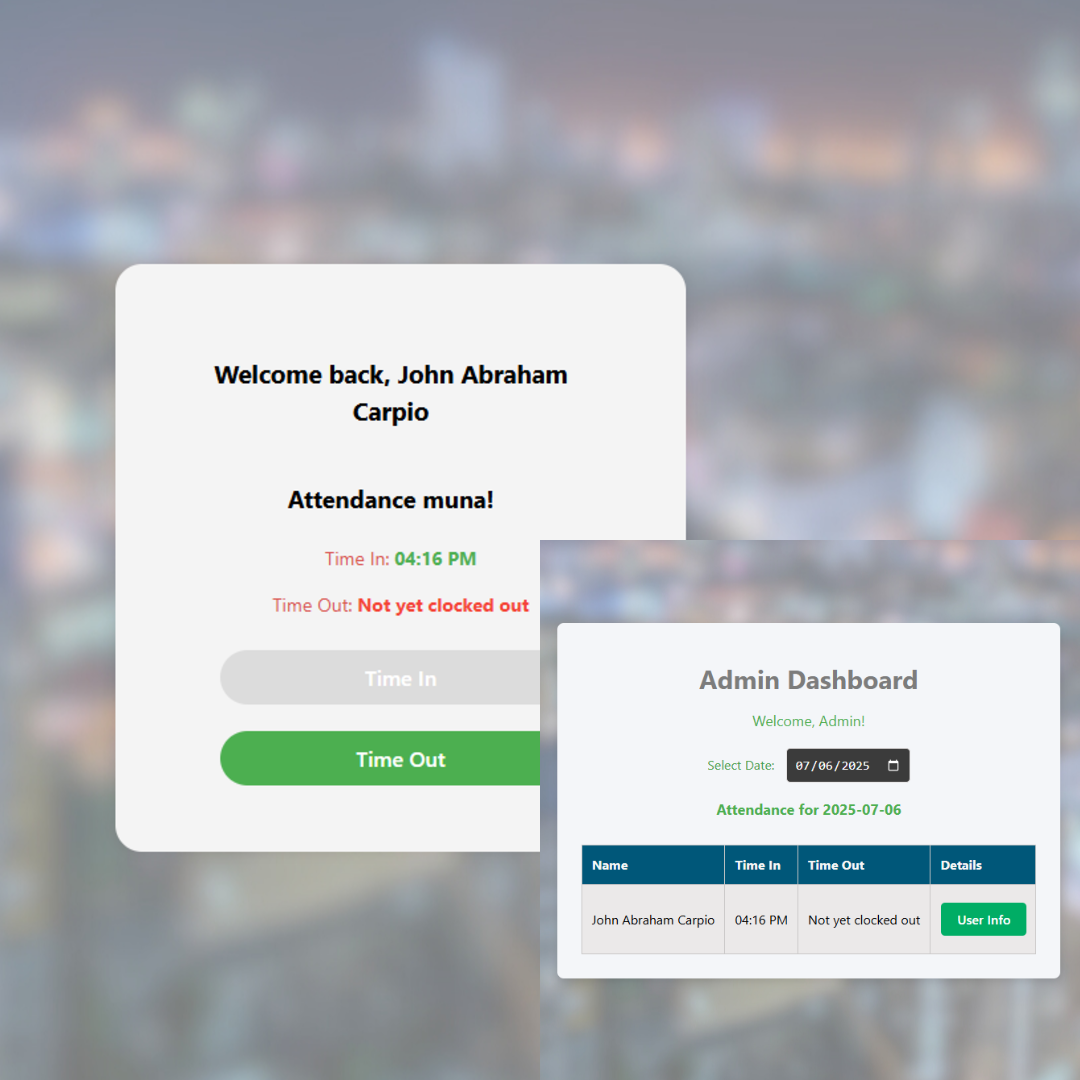 Welcome back, John Abraham
Carpio
Attendance muna!
Time In: 04:16 PM
Time Out: Not yet clocked out
Time In
Time Out
Admin Dashboard
Welcome, Admin!
Select Date: 07/06/2025
Attendance for 2025-07-06
Name Time In Time Out Details
John Abraham Carpio 04:16 PM Not yet clocked out User Info